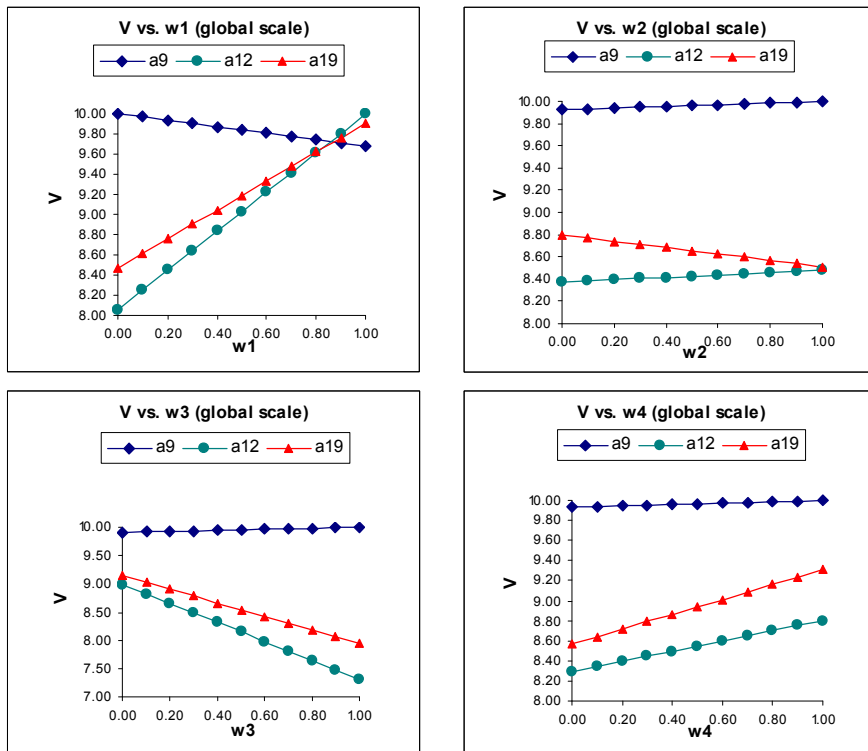 V vs. w1 (global scale)
a9 a12 a19
10.00
9.80
9.60
9.40
9.20
9.00
8.80
8.60
8.40
8.20
8.00
V
0.00 0.20 0.40 0.60 0.80 1.00
w1
V vs. w2 (global scale)
a9 a12 a19
10.00
9.80
9.60
9.40
9.20
9.00
8.80
8.60
8.40
8.20
8.00
V
0.00 0.20 0.40 0.60 0.80 1.00
w2
V vs. w3 (global scale)
a9 a12 a19
10.00
9.50
9.00
8.50
8.00
7.50
7.00
V
0.00 0.20 0.40 0.60 0.80 1.00
w3
V vs. w4 (global scale)
a9 a12 a19
10.00
9.80
9.60
9.40
9.20
9.00
8.80
8.60
8.40
8.20
8.00
V
0.00 0.20 0.40 0.60 0.80 1.00
w4